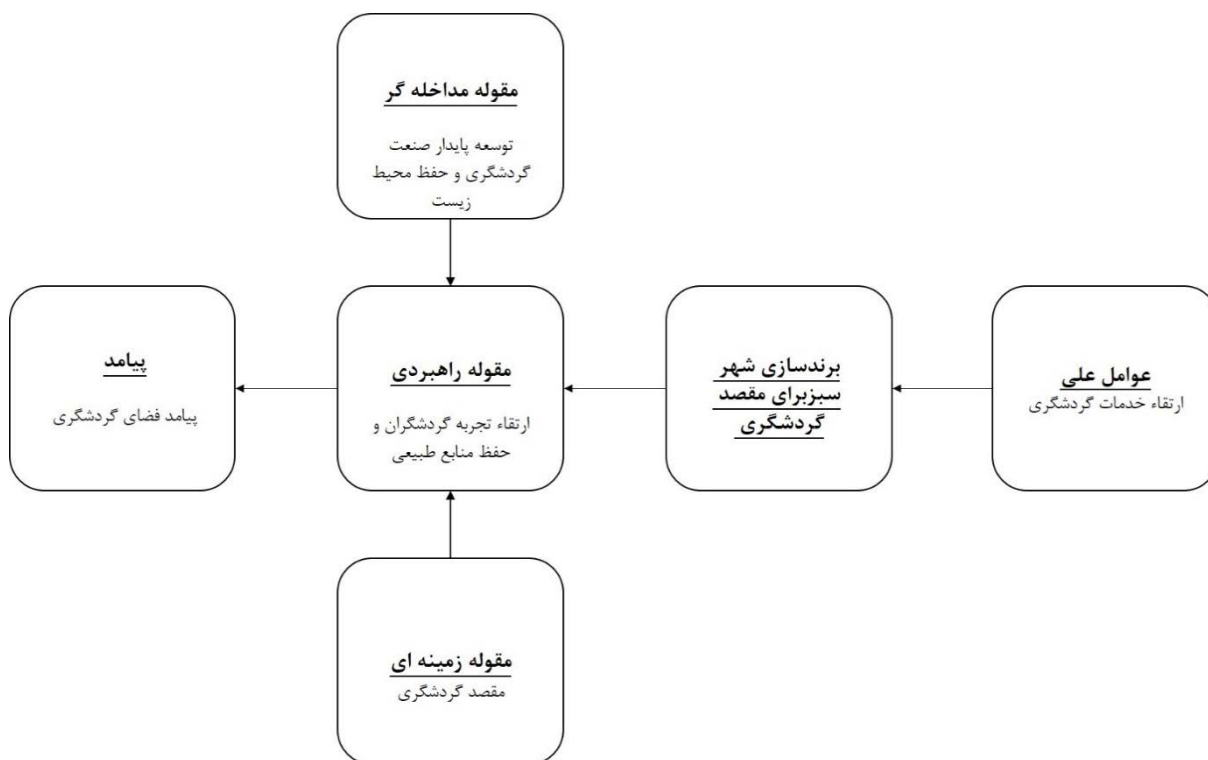 مقوله مداخله گر
توسعه پایدار صنعت
گردشگری و حفظ محیط
زیست
عوامل علی
ارتقاء خدمات گردشگری
برندسازی شهر
سبزبرای مقصد
گردشگری
مقوله راهبردی
ارتقاء تجربه گردشگران و
حفظ منابع طبیعی
پیامد
پیامد فضای گردشگری
مقوله زمینه ای
مقصد گردشگری